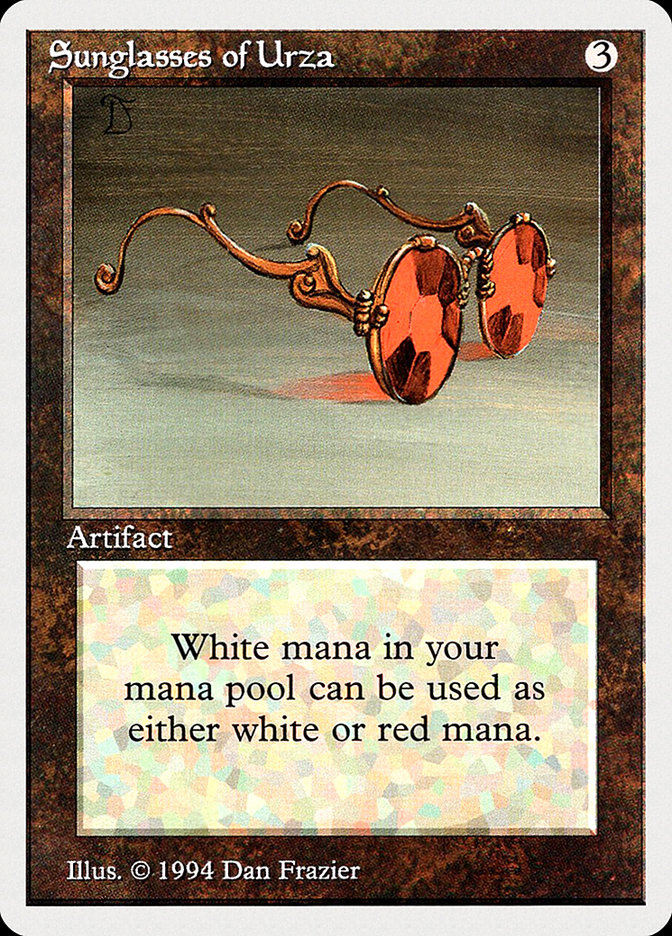 Sunglasses of Urza 3
Artifact
White mana in your
mana pool can be used as
either white or red mana.
Illus. © 1994 Dan Frazier